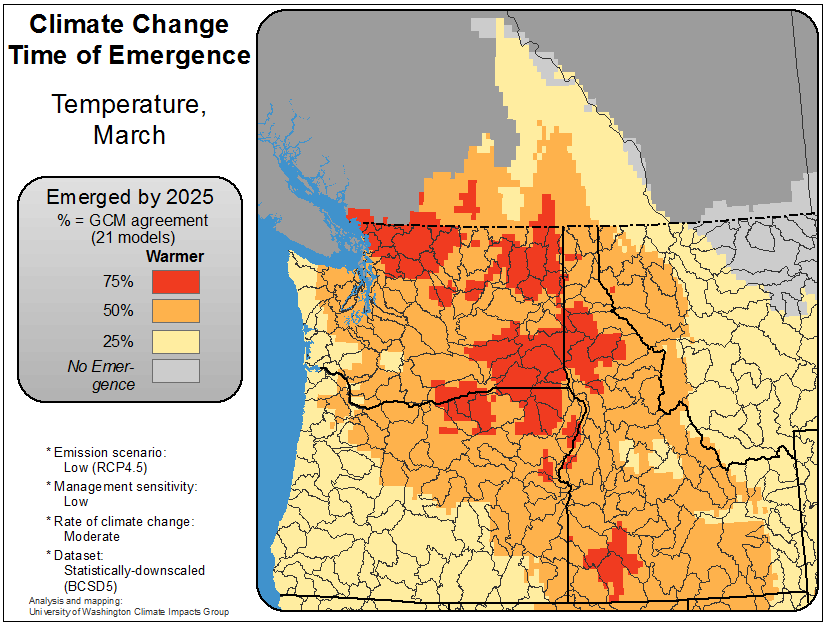 Climate Change
Time of Emergence
Temperature,
March
Emerged by 2025
% = GCM agreement
(21 models)
Warmer
75%
50%
25%
No Emer-
gence
* Emission scenario:
Low (RCP4.5)
* Management sensitivity:
Low
* Rate of climate change:
Moderate
* Dataset:
Statistically-downscaled
(BCSD5)
Analysis and mapping:
University of Washington Climate Impacts Group